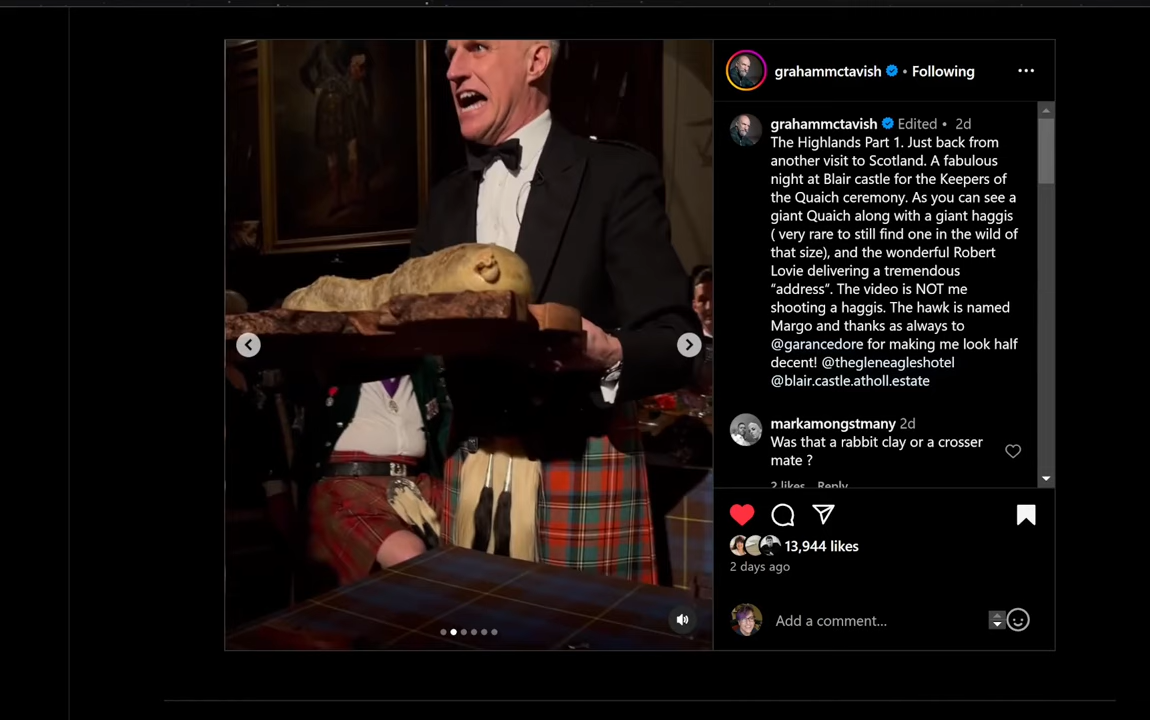 grahammctavish • Following
grahammctavish Edited • 2d
The Highlands Part 1. Just back from
another visit to Scotland. A fabulous
night at Blair castle for the Keepers of
the Quaich ceremony. As you can see a
giant Quaich along with a giant haggis
( very rare to still find one in the wild of
that size), and the wonderful Robert
Lovie delivering a tremendous
“address”. The video is NOT me
shooting a haggis. The hawk is named
Margo and thanks as always to
@garancedore for making me look half
decent! @thegleneagleshotel
@blair.castle.atholl.estate
markamongstmany 2d
Was that a rabbit clay or a crosser
mate ?
2 likes Reply
13,944 likes
2 days ago
Add a comment...